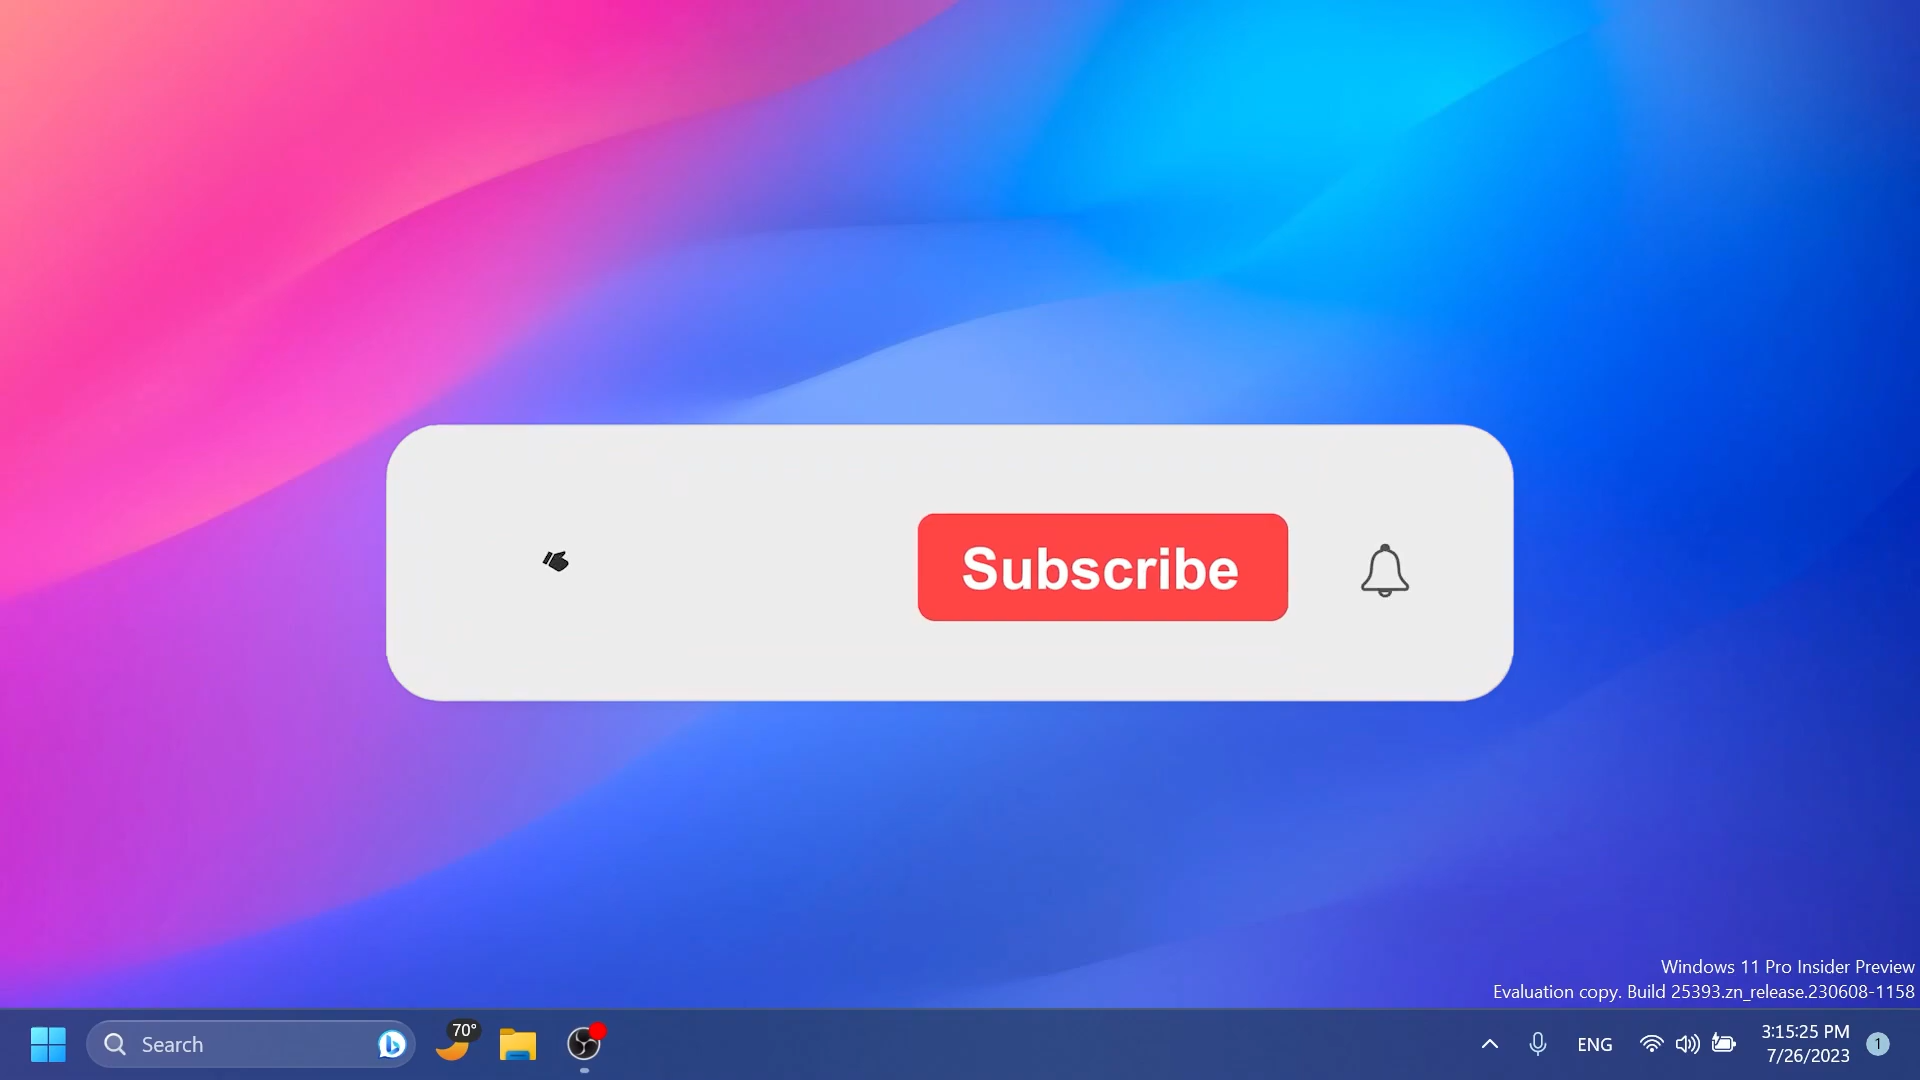 Subscribe
Windows 11 Pro Insider Preview
Evaluation copy. Build 25393.zn_release.230608-1158
Search
70°
ENG
3:15:25 PM
7/26/2023
1